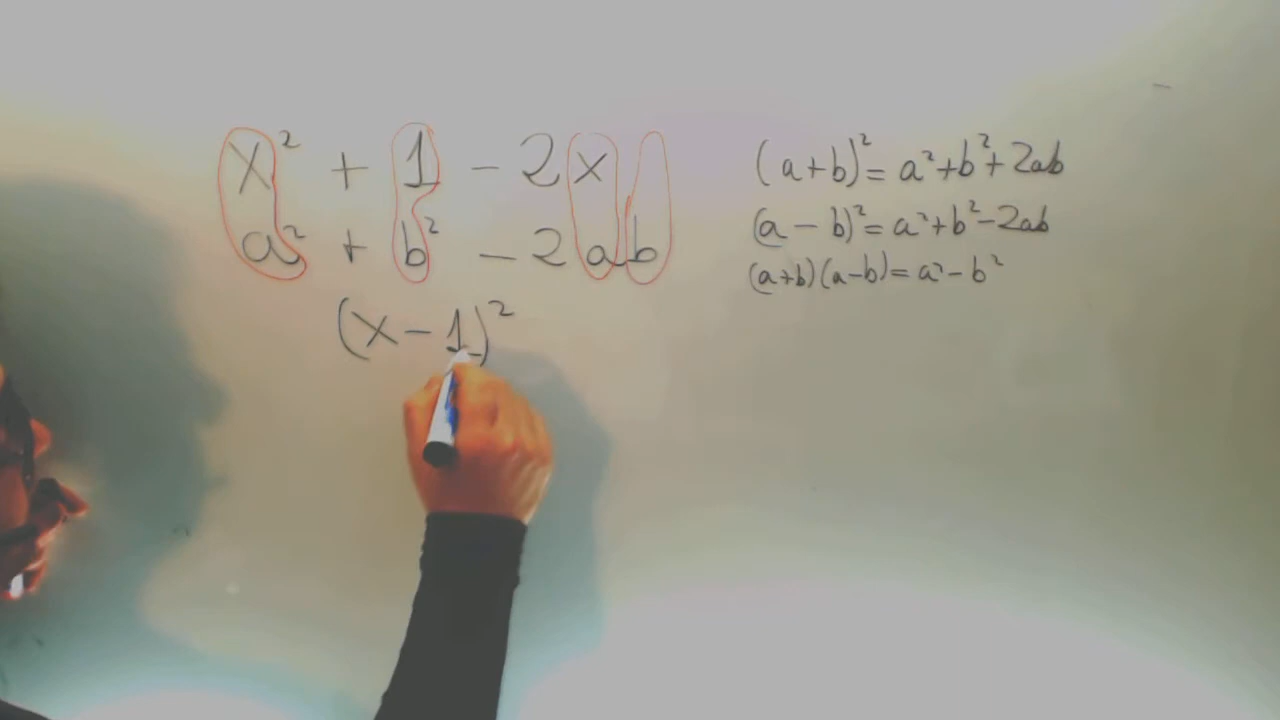 x² + 1 - 2x
a² + b² - 2ab
(x-1)²
(a+b)² = a²+b²+2ab
(a-b)² = a²+b²-2ab
(a+b)(a-b) = a²-b²